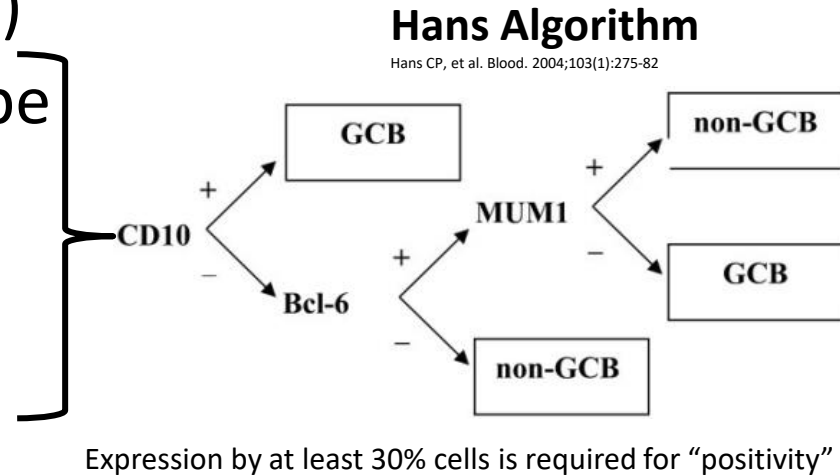 )
pe
Hans Algorithm
Hans CP, et al. Blood. 2004;103(1):275-82
CD10
+
GCB
−
Bcl-6
+
MUM1
+
non-GCB
−
GCB
−
non-GCB
Expression by at least 30% cells is required for “positivity”